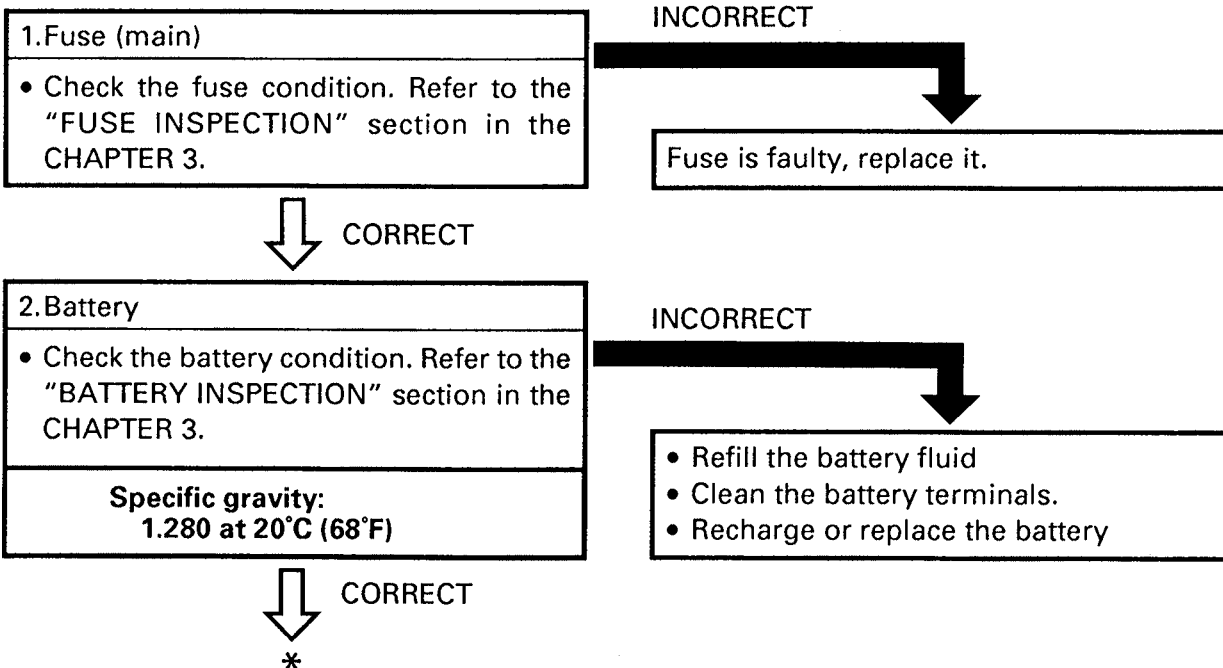 INCORRECT
1.Fuse (main)
• Check the fuse condition. Refer to the
"FUSE INSPECTION" section in the
CHAPTER 3.
Fuse is faulty, replace it.
CORRECT
2.Battery
INCORRECT
• Check the battery condition. Refer to the
"BATTERY INSPECTION" section in the
CHAPTER 3.
Specific gravity:
1.280 at 20°C (68°F)
• Refill the battery fluid
• Clean the battery terminals.
• Recharge or replace the battery
CORRECT
*